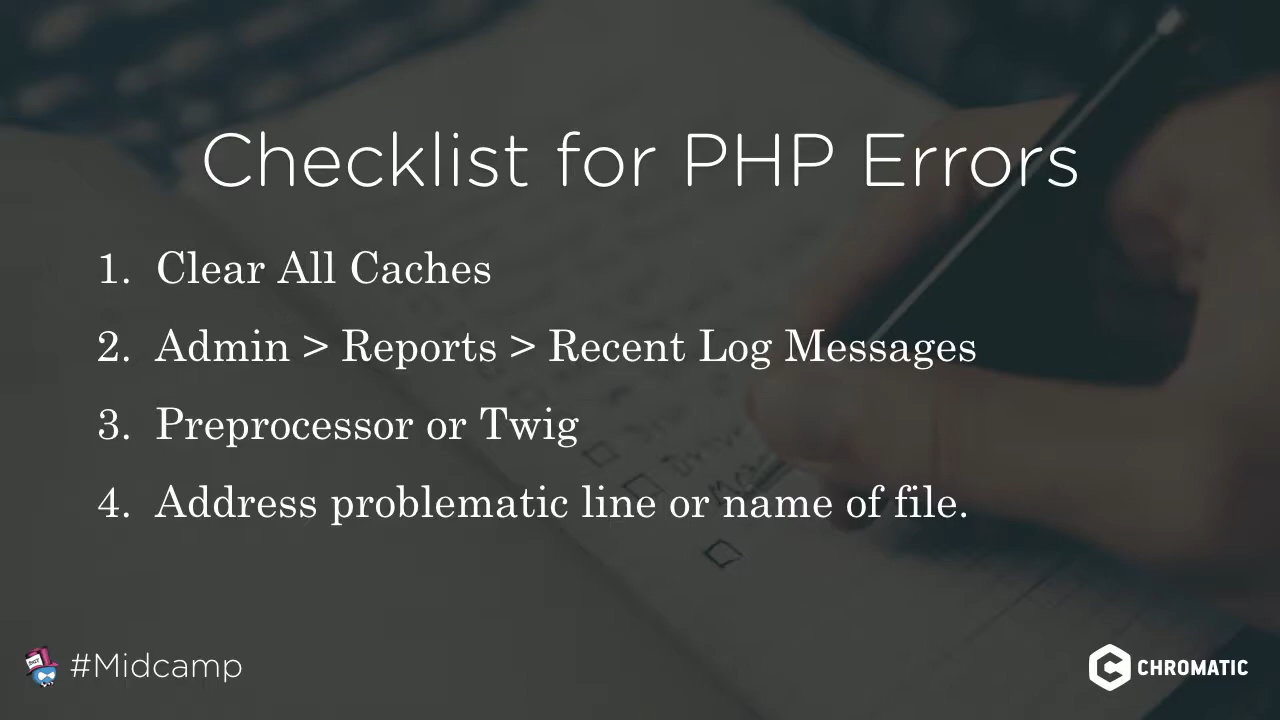 Checklist for PHP Errors
1. Clear All Caches
2. Admin > Reports > Recent Log Messages
3. Preprocessor or Twig
4. Address problematic line or name of file.
#Midcamp
CHROMATIC